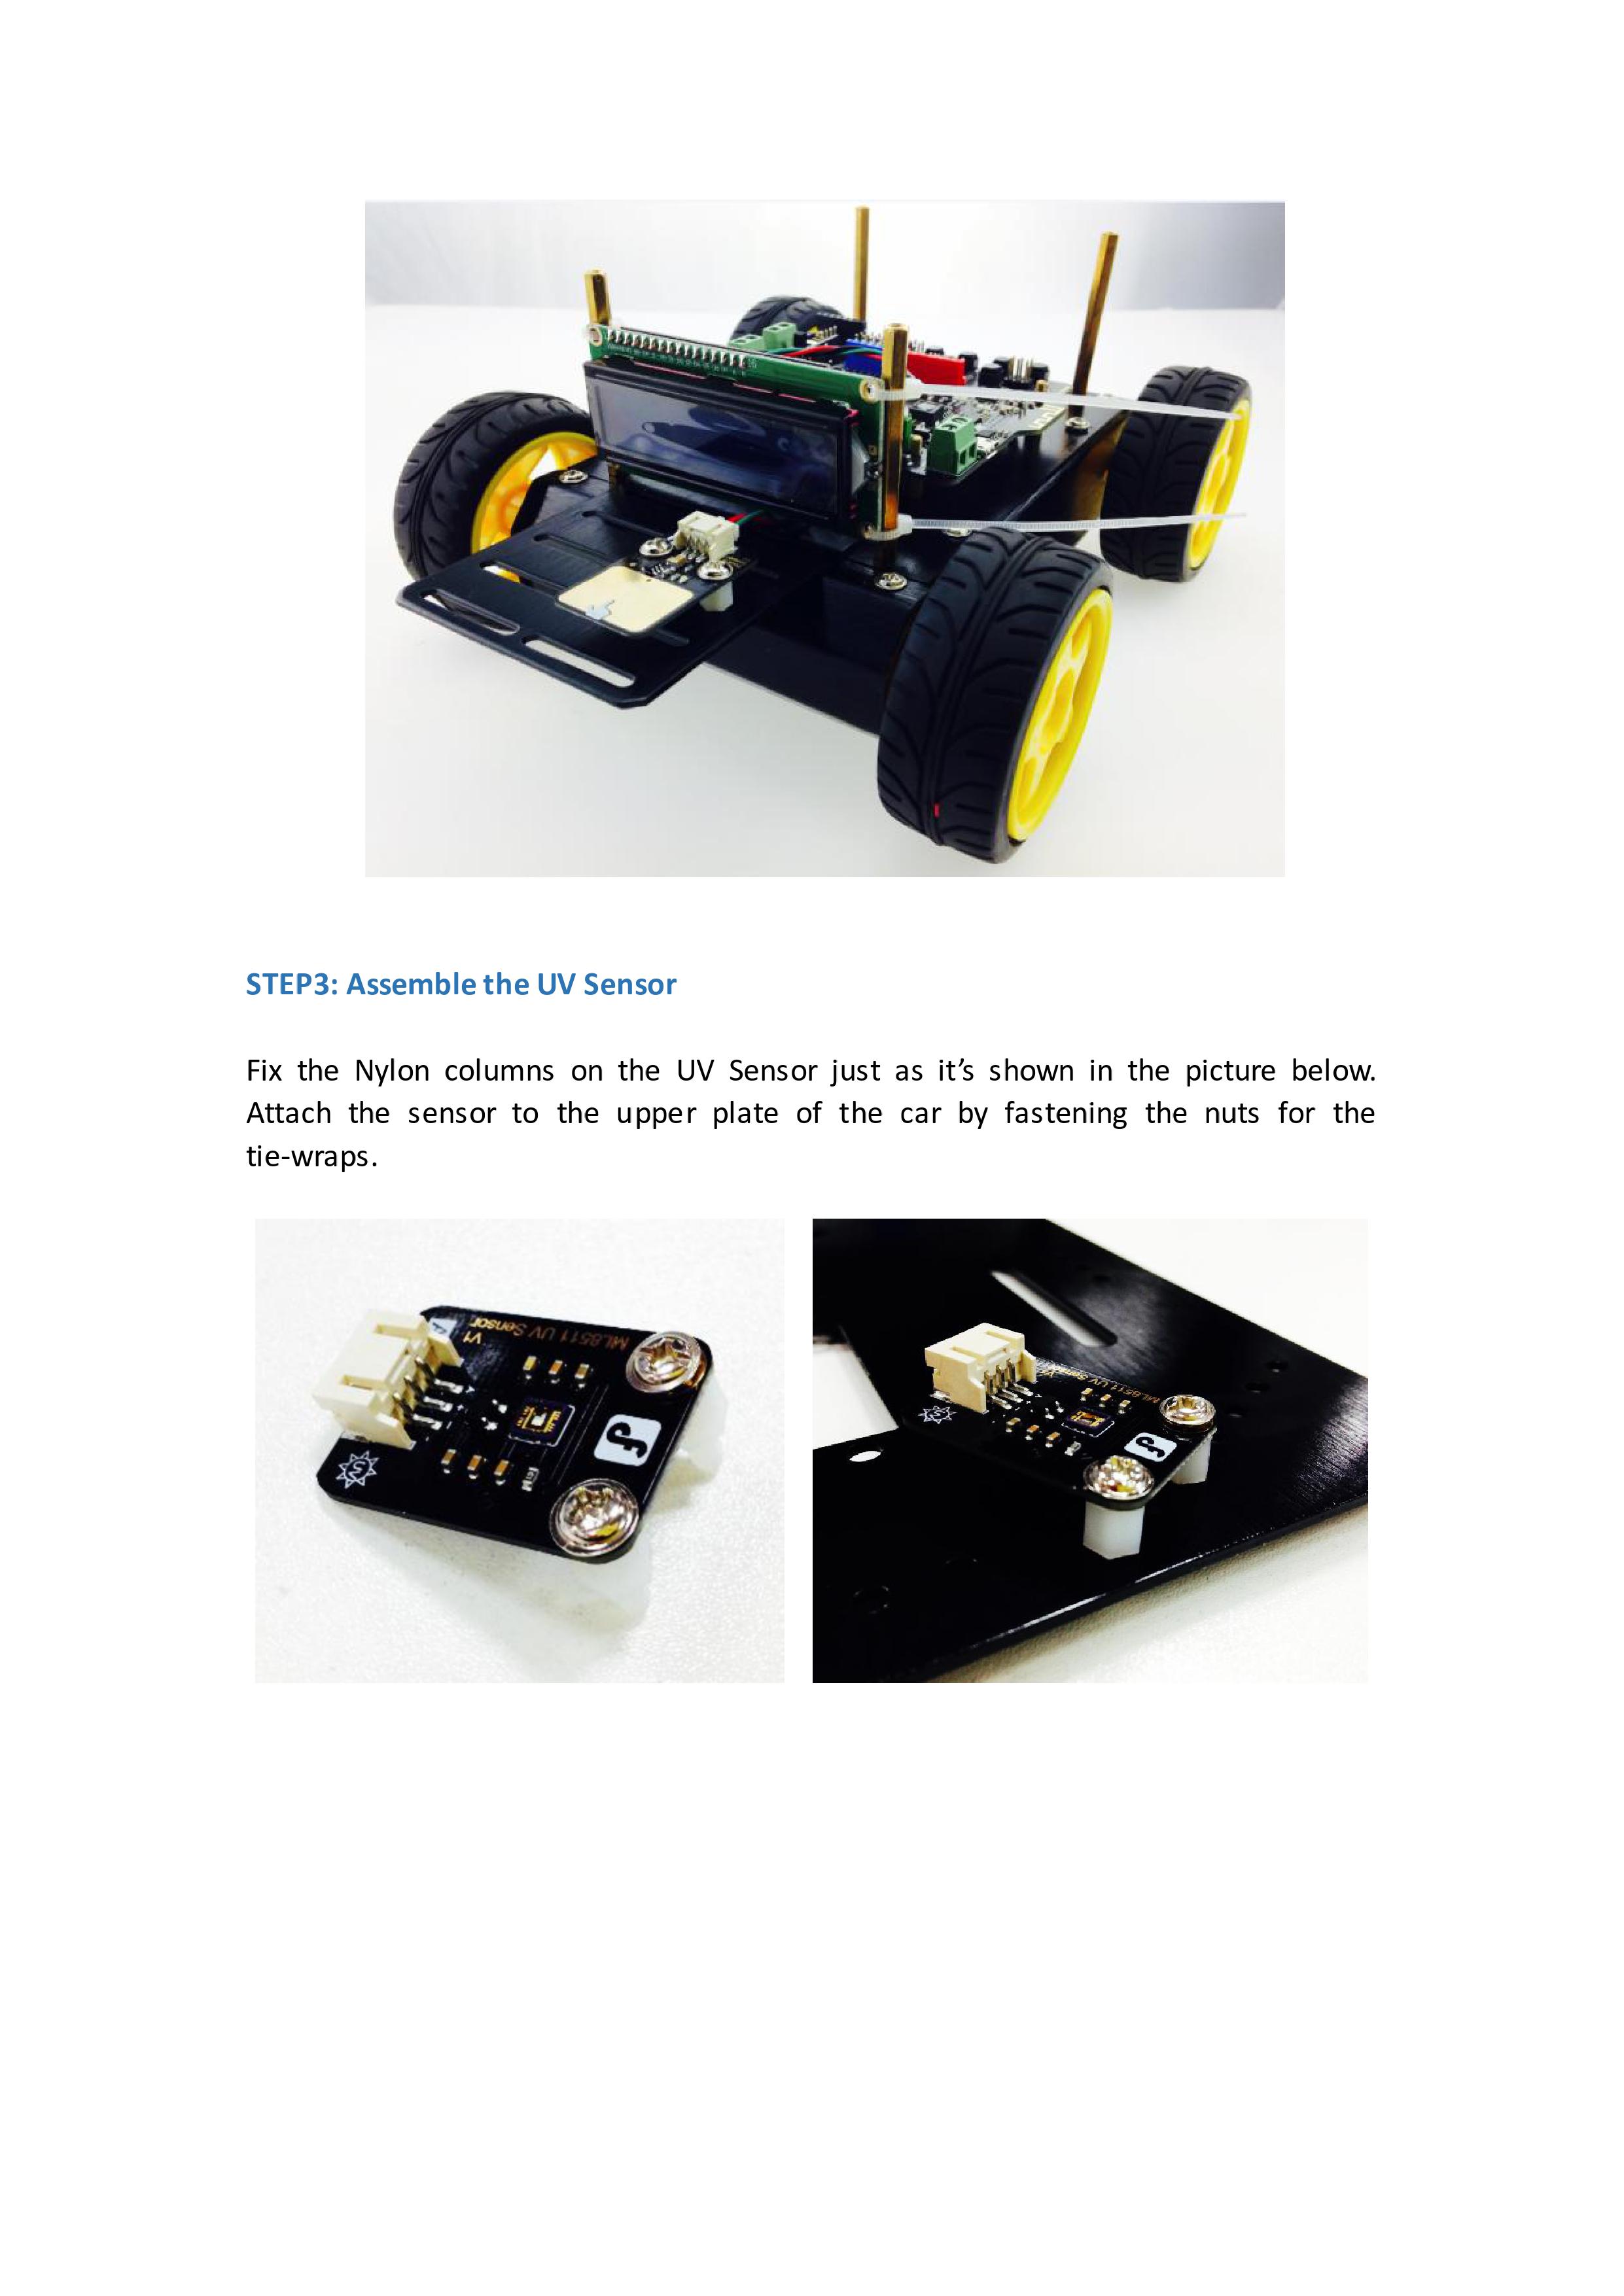 STEP3: Assemble the UV Sensor
Fix the Nylon columns on the UV Sensor just as it’s shown in the picture below.
Attach the sensor to the upper plate of the car by fastening the nuts for the
tie-wraps.
ML8511 UV Sensor
V1
ML8511 UV Sensor